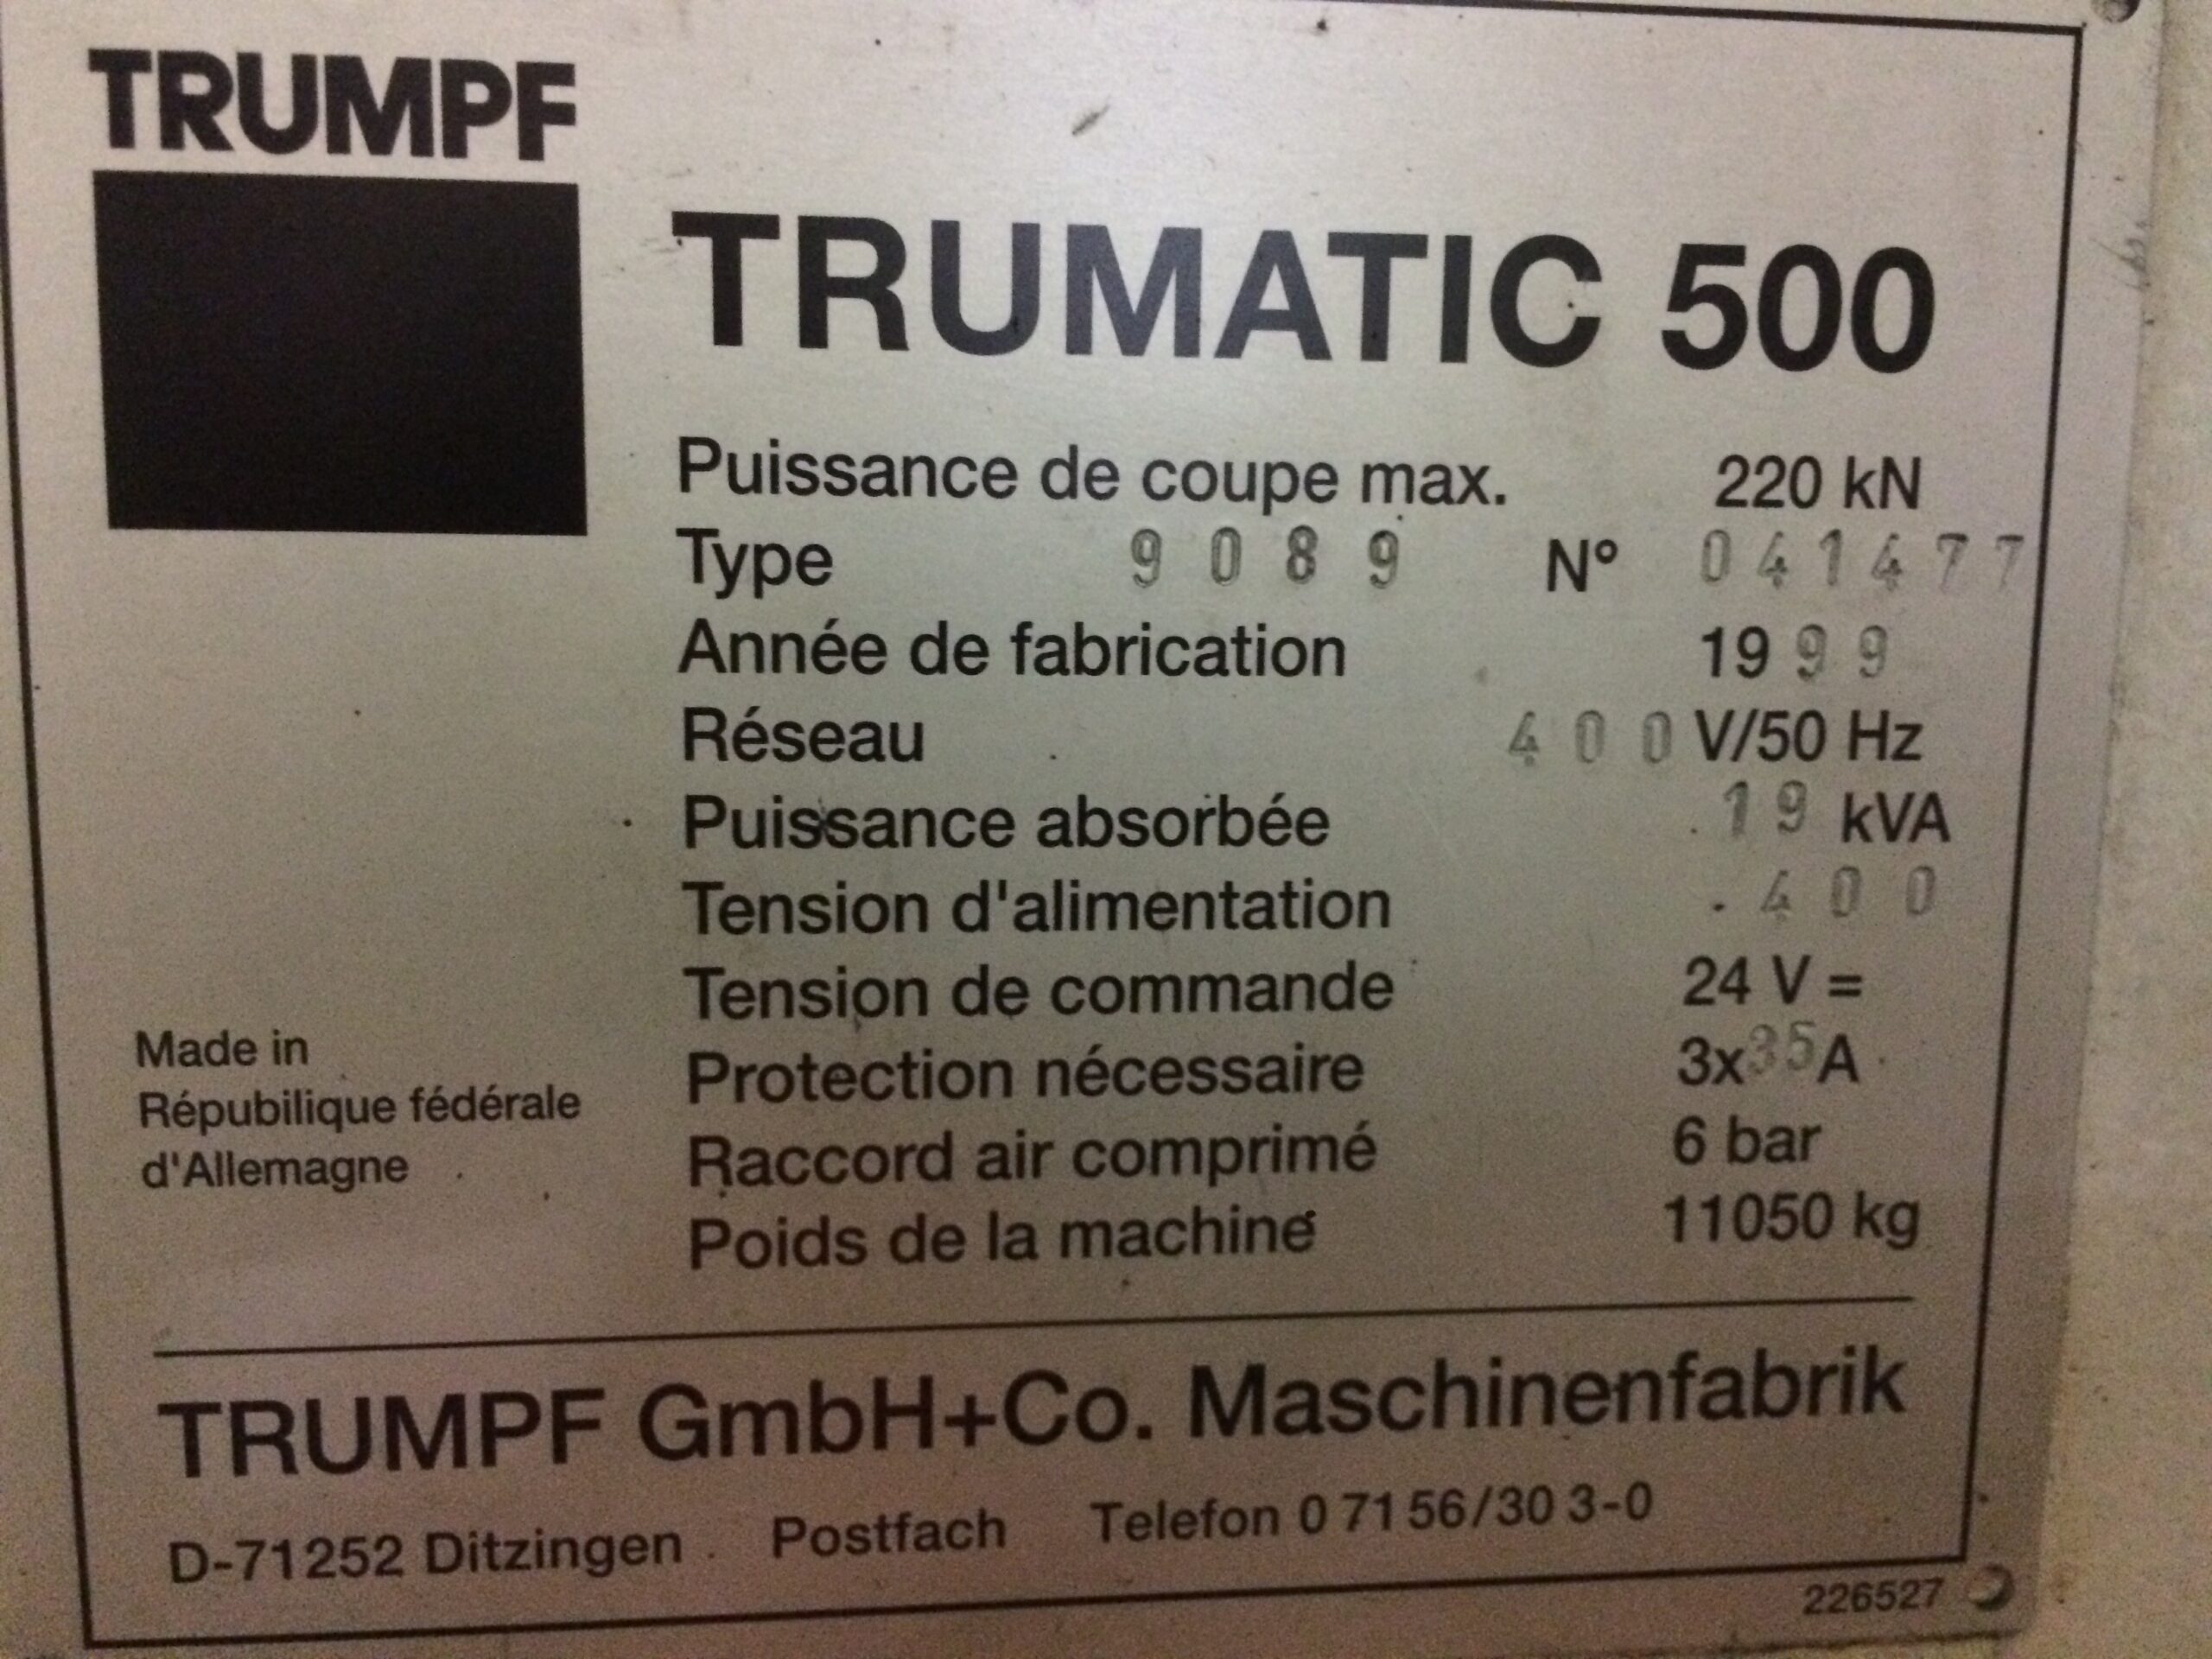 TRUMPF
TRUMATIC 500
Puissance de coupe max. 220 kN
Type 9089 N° 041477
Année de fabrication 1999
Réseau 400 V/50 Hz
Puissance absorbée 19 kVA
Tension d'alimentation 400
Tension de commande 24 V =
Protection nécessaire 3x35A
Raccord air comprimé 6 bar
Poids de la machine 11050 kg
Made in
Répubilique fédérale
d'Allemagne
TRUMPF GmbH+Co. Maschinenfabrik
D-71252 Ditzingen Postfach Telefon 0 71 56/30 3-0
226527